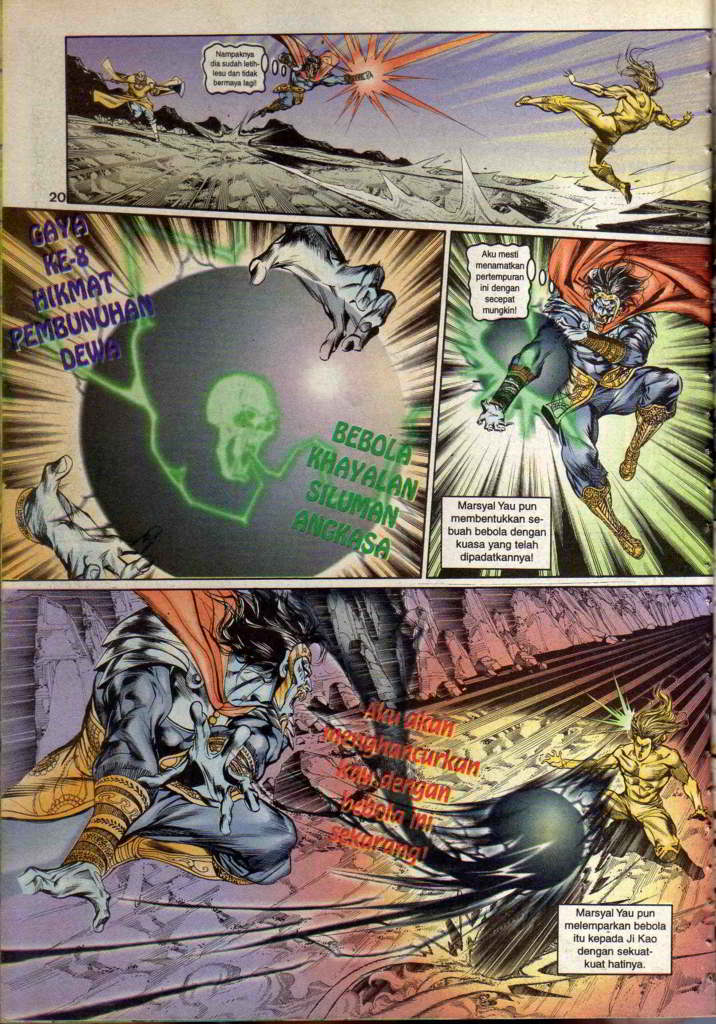 Nampaknya
dia sudah letih-
lesu dan tidak
bermaya lagi!
20
GAYA
KE-8
HIKMAT
PEMBUNUHAN
DEWA
BEBOLA
KHAYALAN
SILUMAN
ANGKASA
Aku mesti
menamatkan
pertempuran
ini dengan
secepat
mungkin!
Marsyal Yau pun
membentukkan se-
buah bebola dengan
kuasa yang telah
dipadatkannya!
Aku akan
menghancurkan
kau dengan
bebola ini
sekarang!
Marsyal Yau pun
melemparkan bebola
itu kepada Ji Kao
dengan sekuat-
kuat hatinya.